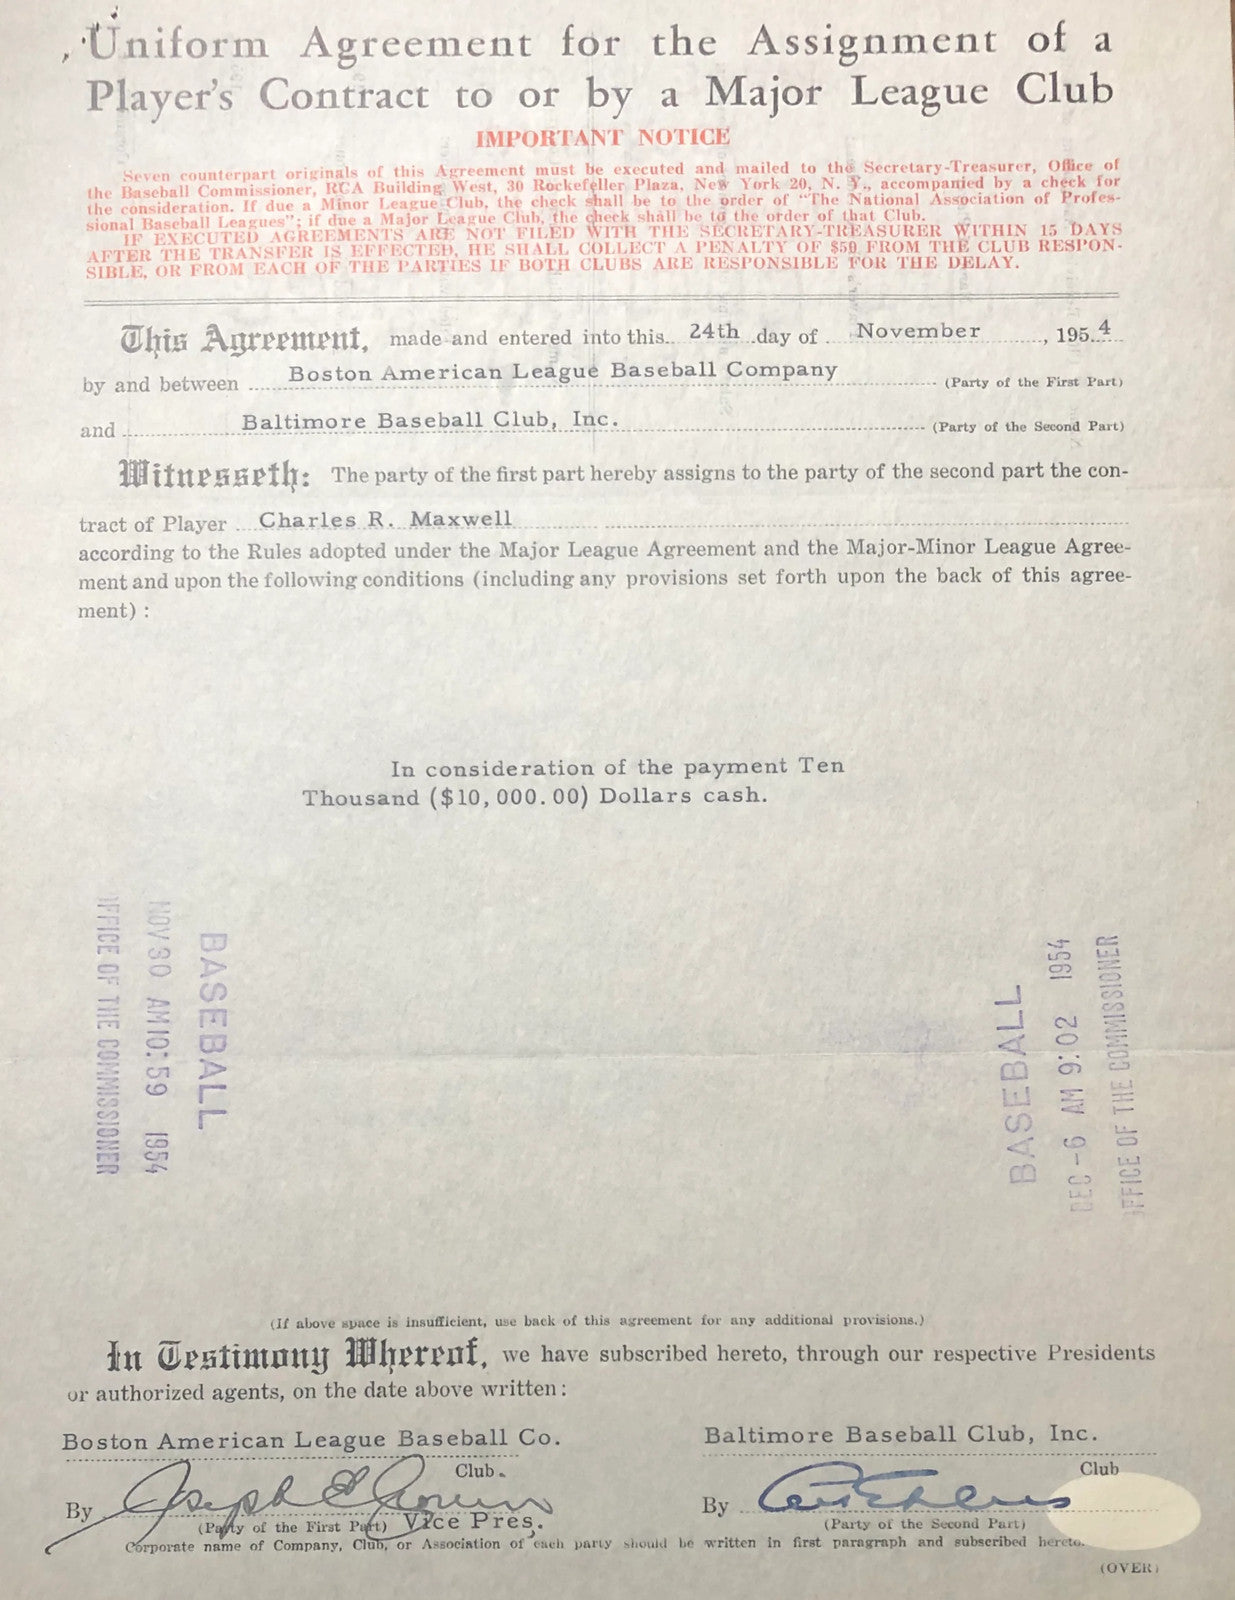 Uniform Agreement for the Assignment of a
Player's Contract to or by a Major League Club
IMPORTANT NOTICE
Seven counterpart originals of this Agreement must be executed and mailed to the Secretary-Treasurer, Office of
the Baseball Commissioner, RCA Building West, 30 Rockefeller Plaza, New York 20, N. Y., accompanied by a check for
the consideration. If due a Minor League Club, the check shall be to the order of "The National Association of Profes-
sional Baseball Leagues"; if due a Major League Club, the check shall be to the order of that Club.
IF EXECUTED AGREEMENTS ARE NOT FILED WITH THE SECRETARY-TREASURER WITHIN 15 DAYS
AFTER THE TRANSFER IS EFFECTED, HE SHALL COLLECT A PENALTY OF $50 FROM THE CLUB RESPON-
SIBLE, OR FROM EACH OF THE PARTIES IF BOTH CLUBS ARE RESPONSIBLE FOR THE DELAY.
This Agreement, made and entered into this 24th day of November, 1954
by and between Boston American League Baseball Company (Party of the First Part)
and Baltimore Baseball Club, Inc. (Party of the Second Part)
Witnesseth: The party of the first part hereby assigns to the party of the second part the con-
tract of Player Charles R. Maxwell
according to the Rules adopted under the Major League Agreement and the Major-Minor League Agree-
ment and upon the following conditions (including any provisions set forth upon the back of this agree-
ment) :
In consideration of the payment Ten
Thousand ($10,000.00) Dollars cash.
BASEBALL
NOV 30 AM 10:59 1954
OFFICE OF THE COMMISSIONER
BASEBALL
DEC -6 AM 9:02 1954
OFFICE OF THE COMMISSIONER
(If above space is insufficient, use back of this agreement for any additional provisions.)
In Testimony Whereof, we have subscribed hereto, through our respective Presidents
or authorized agents, on the date above written:
Boston American League Baseball Co.
Club.
By Joseph E Cronin
(Party of the First Part) Vice Pres.
Baltimore Baseball Club, Inc.
Club
By
(Party of the Second Part)
Corporate name of Company, Club, or Association of each party should be written in first paragraph and subscribed hereto.
(OVER)